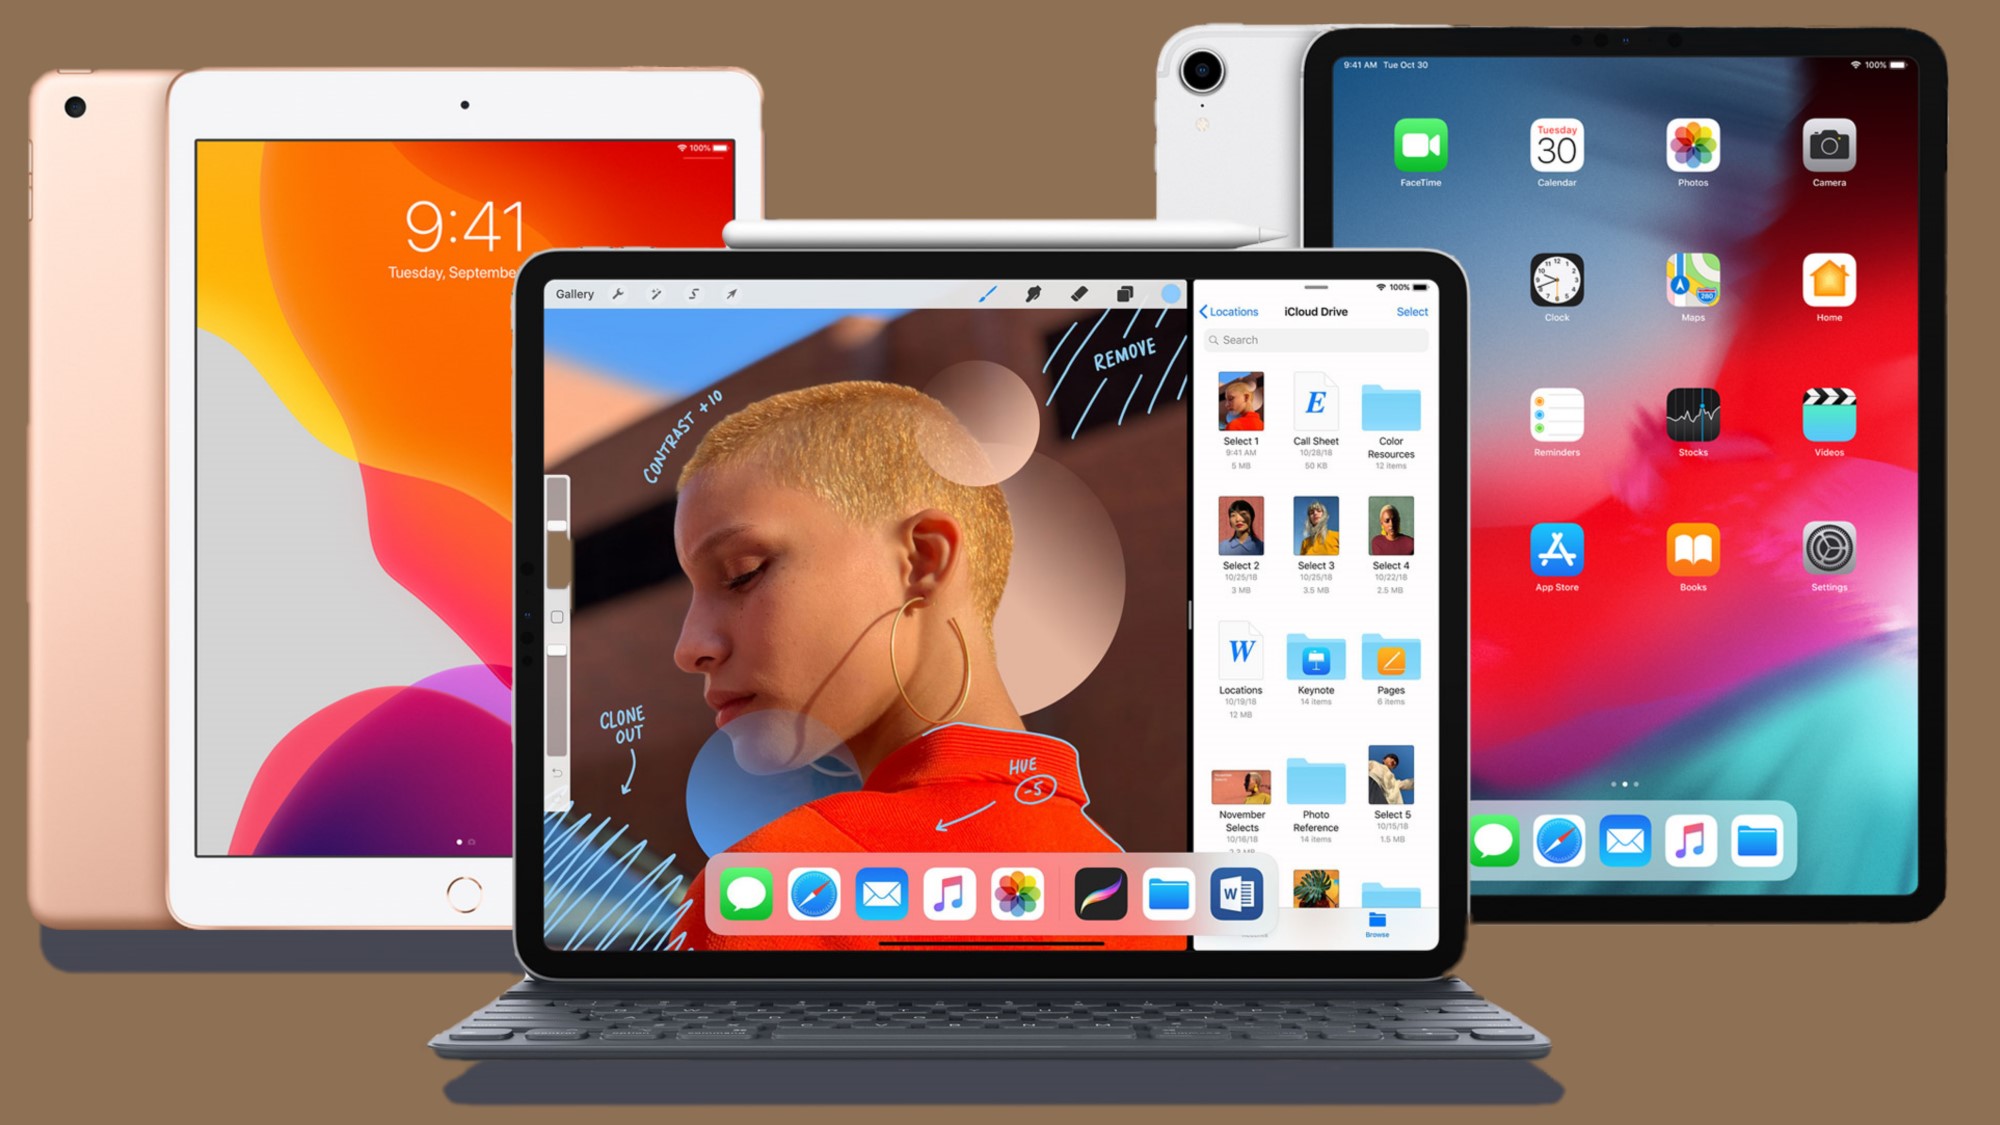 100%
9:41
Tuesday, Septembe
Gallery
CONTRAST +10
REMOVE
CLONE
OUT
HUE
-5
100%
Locations
iCloud Drive
Select
Search
Select 1
9:41 AM
5 MB
E
Call Sheet
10/28/18
50 KB
Color
Resources
12 items
Select 2
10/25/18
3 MB
Select 3
10/25/18
3.5 MB
Select 4
10/22/18
2.5 MB
W
Locations
10/19/18
12 MB
Keynote
14 items
Pages
6 items
November
Selects
10/16/18
Photo
Reference
14 items
Select 5
10/15/18
1.5 MB
W
Browse
9:41 AM Tue Oct 30
100%
FaceTime
Tuesday
30
Calendar
Photos
Camera
Clock
280
Maps
Home
Reminders
Stocks
Videos
App Store
Books
Settings